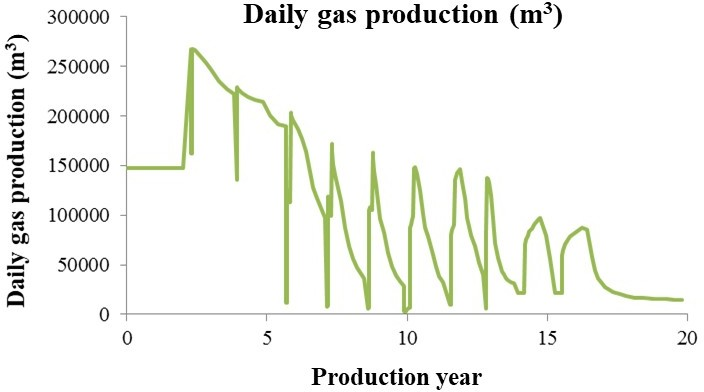 Daily gas production (m³)
Daily gas production (m³)
300000
250000
200000
150000
100000
50000
0
0 5 10 15 20
Production year